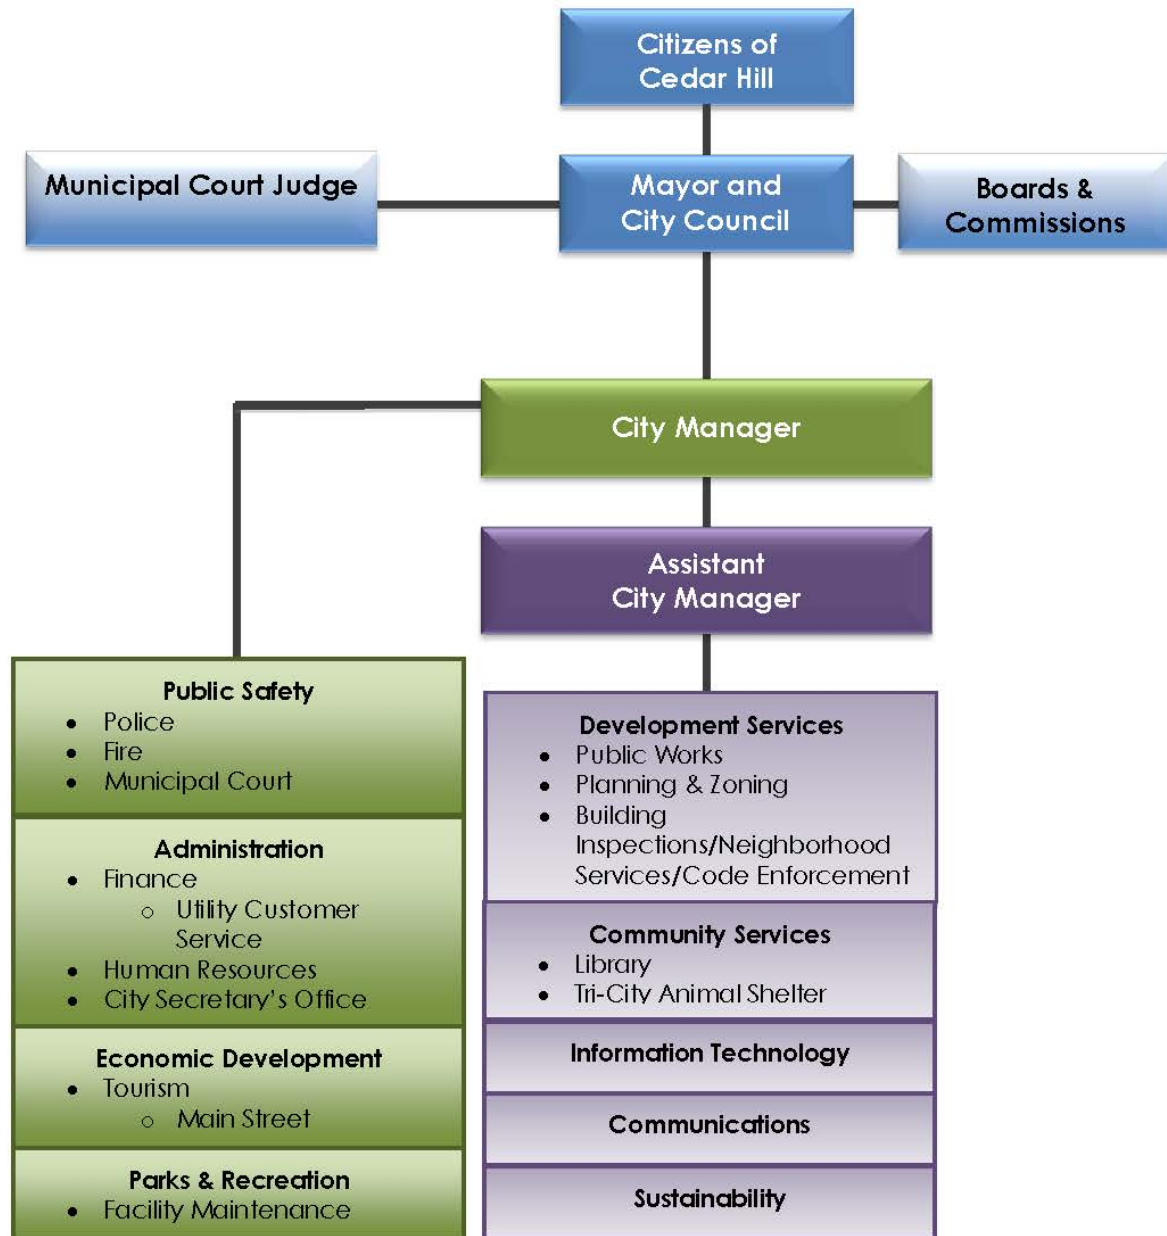 Citizens of
Cedar Hill
Municipal Court Judge
Mayor and
City Council
Boards &
Commissions
City Manager
Assistant
City Manager
Public Safety
• Police
• Fire
• Municipal Court
Administration
• Finance
o Utility Customer
Service
• Human Resources
• City Secretary's Office
Economic Development
• Tourism
o Main Street
Parks & Recreation
• Facility Maintenance
Development Services
• Public Works
• Planning & Zoning
• Building
Inspections/Neighborhood
Services/Code Enforcement
Community Services
• Library
• Tri-City Animal Shelter
Information Technology
Communications
Sustainability